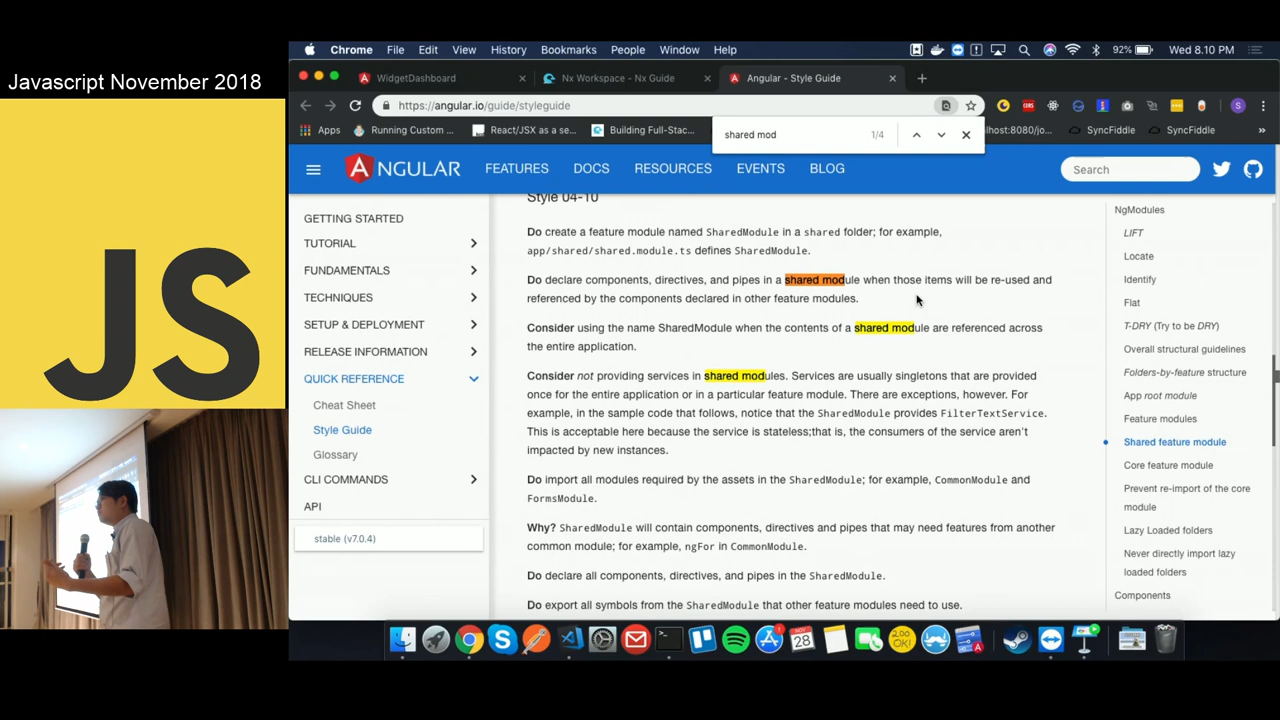 Javascript November 2018
JS
Chrome File Edit View History Bookmarks People Window Help
92% Wed 8.10 PM
WidgetDashboard
Nx Workspace - Nx Guide
Angular - Style Guide
https://angular.io/guide/styleguide
S
Apps
Running Custom ...
React/JSX as a se...
Building Full-Stac...
lhost:8080/jo...
SyncFiddle
SyncFiddle
»
shared mod
1/4
NGULAR
FEATURES DOCS RESOURCES EVENTS BLOG
Search
GETTING STARTED
TUTORIAL
FUNDAMENTALS
TECHNIQUES
SETUP & DEPLOYMENT
RELEASE INFORMATION
QUICK REFERENCE
Cheat Sheet
Style Guide
Glossary
CLI COMMANDS
API
stable (v7.0.4)
Style 04-10
Do create a feature module named SharedModule in a shared folder; for example,
app/shared/shared.module.ts defines SharedModule.
Do declare components, directives, and pipes in a shared module when those items will be re-used and
referenced by the components declared in other feature modules.
Consider using the name SharedModule when the contents of a shared module are referenced across
the entire application.
Consider not providing services in shared modules. Services are usually singletons that are provided
once for the entire application or in a particular feature module. There are exceptions, however. For
example, in the sample code that follows, notice that the SharedModule provides FilterTextService.
This is acceptable here because the service is stateless;that is, the consumers of the service aren't
impacted by new instances.
Do import all modules required by the assets in the SharedModule; for example, CommonModule and
FormsModule.
Why? SharedModule will contain components, directives and pipes that may need features from another
common module; for example, ngFor in CommonModule.
Do declare all components, directives, and pipes in the SharedModule.
Do export all symbols from the SharedModule that other feature modules need to use.
NgModules
LIFT
Locate
Identify
Flat
T-DRY (Try to be DRY)
Overall structural guidelines
Folders-by-feature structure
App root module
Feature modules
Shared feature module
Core feature module
Prevent re-import of the core
module
Lazy Loaded folders
Never directly import lazy
loaded folders
Components
NOV
28
200
OK!